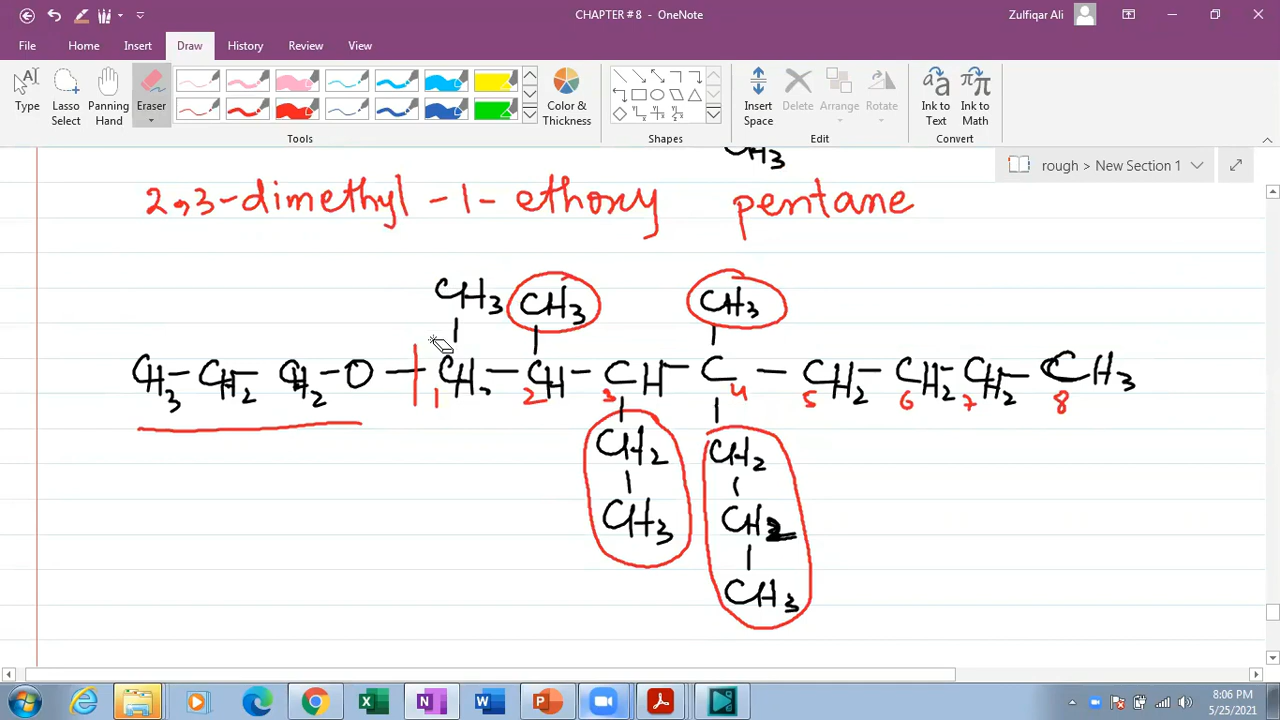 CHAPTER # 8 - OneNote
Zulfiqar Ali
File Home Insert Draw History Review View
Type Lasso Select Panning Hand Eraser Color & Thickness Insert Space Delete Arrange Rotate Ink to Text Ink to Math
Tools Shapes Edit Convert
CH3
rough > New Section 1
2,3-dimethyl -1- ethoxy pentane
CH3 CH3 CH3
CH3 - CH2 - CH2 - O - CH2 - CH - CH - C - CH2 - CH2 - CH2 - CH3
1 2 3 4 5 6 7 8
CH2 CH2
CH3 CH2
CH3
8:06 PM
5/25/2021